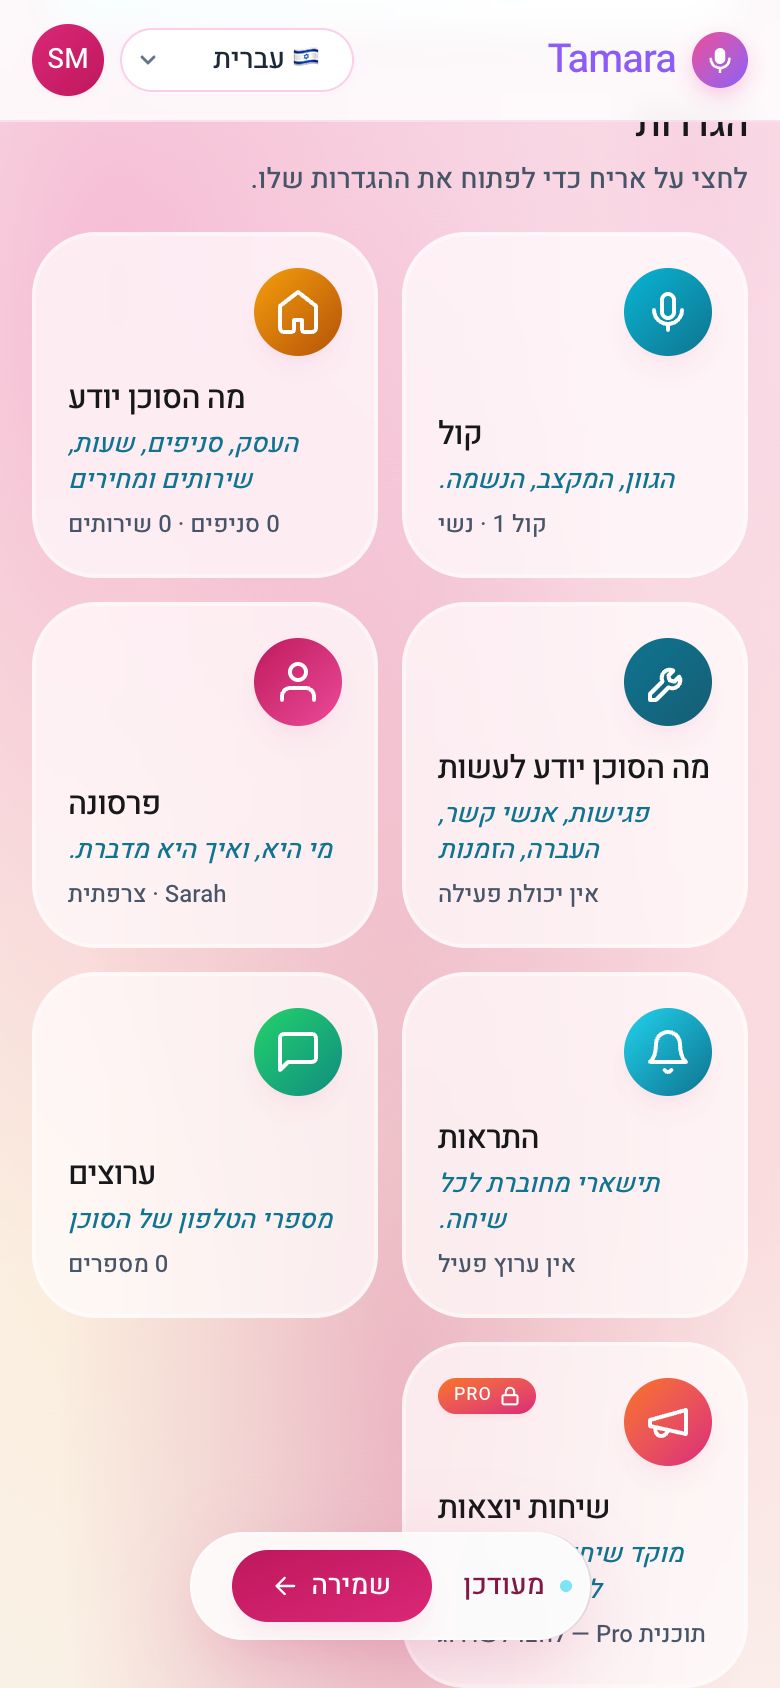 Tamara
עברית
SM
הגדרות
לחצי על אריח כדי לפתוח את ההגדרות שלו.
קול
הגוון, המקצב, הנשמה.
קול 1 · נשי
מה הסוכן יודע
העסק, סניפים, שעות,
שירותים ומחירים
0 סניפים · 0 שירותים
מה הסוכן יודע לעשות
פגישות, אנשי קשר,
העברה, הזמנות
אין יכולת פעילה
פרסונה
מי היא, ואיך היא מדברת.
Sarah · צרפתית
התראות
תישארי מחוברת לכל
שיחה.
אין ערוץ פעיל
ערוצים
מספרי הטלפון של הסוכן
0 מספרים
PRO
שיחות יוצאות
מוקד
תוכנית Pro —
מעודכן
שמירה